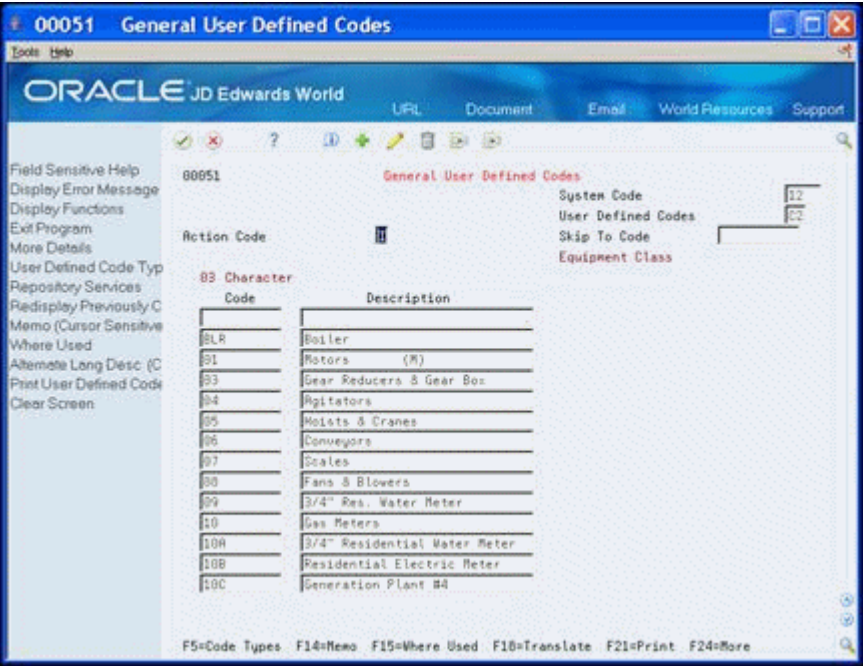 00051 General User Defined Codes
Tools Help
ORACLE JD Edwards World
URL Document Email World Resources Support
Field Sensitive Help
Display Error Message
Display Functions
Exit Program
More Details
User Defined Code Typ
Repository Services
Redisplay Previously C
Memo (Cursor Sensitive
Where Used
Alternate Lang Desc (C
Print User Defined Code
Clear Screen
00051 General User Defined Codes
System Code 12
User Defined Codes C2
Action Code I Skip To Code
Equipment Class
03 Character
Code Description
BLR Boiler
01 Motors (M)
03 Gear Reducers & Gear Box
04 Agitators
05 Hoists & Cranes
06 Conveyors
07 Scales
08 Fans & Blowers
09 3/4" Res. Water Meter
10 Gas Meters
10A 3/4" Residential Water Meter
10B Residential Electric Meter
10C Generation Plant #4
F5=Code Types F14=Memo F15=Where Used F18=Translate F21=Print F24=More